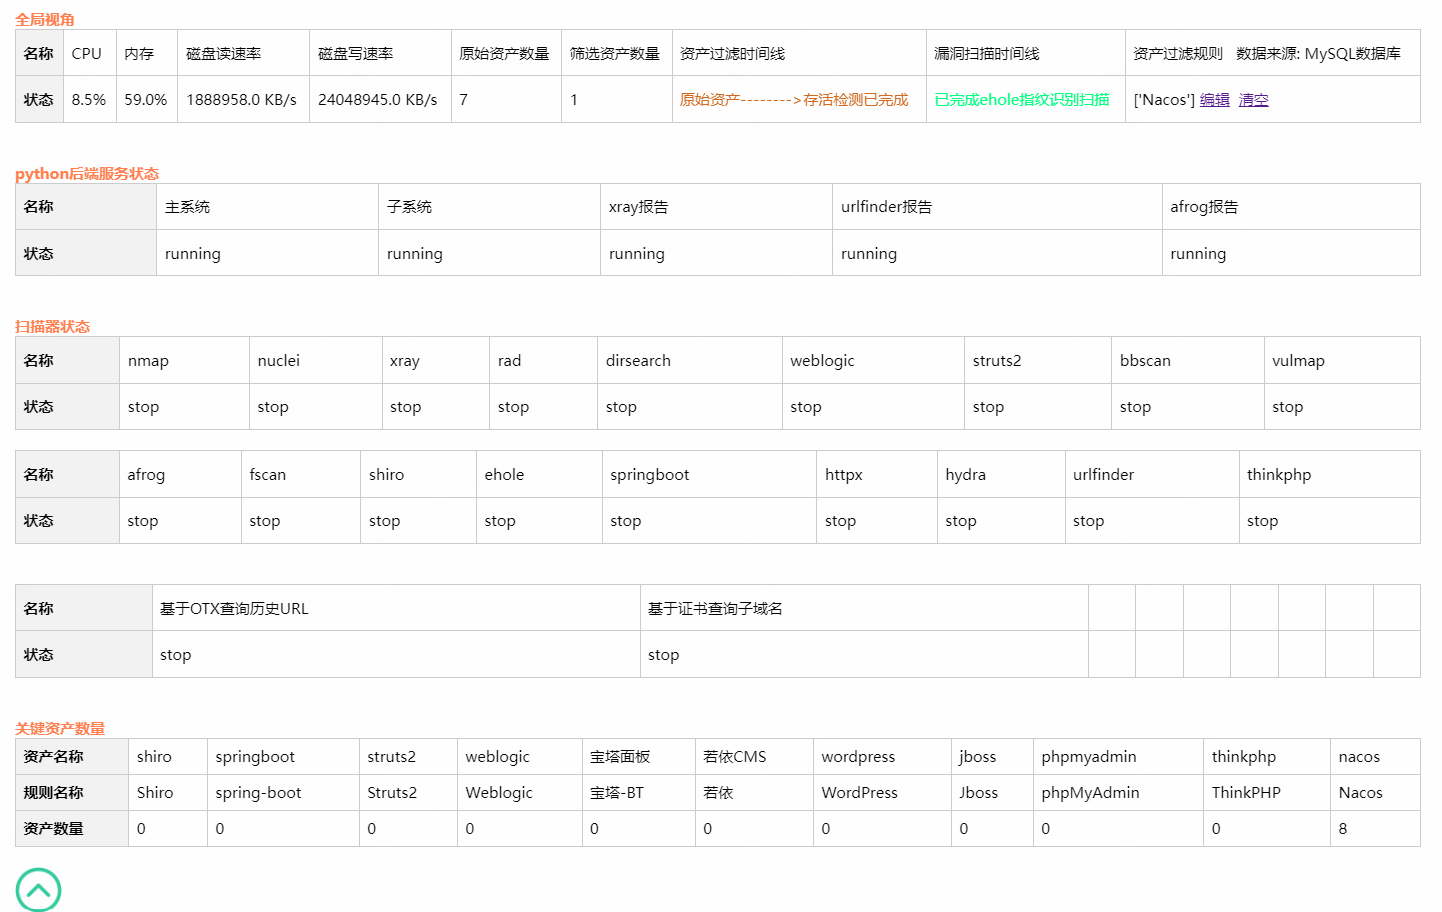 全局视角
名称 CPU 内存 磁盘读速率 磁盘写速率 原始资产数量 筛选资产数量 资产过滤时间线 漏洞扫描时间线 资产过滤规则 数据来源: MySQL数据库
状态 8.5% 59.0% 1888958.0 KB/s 24048945.0 KB/s 7 1 原始资产-------->存活检测已完成 已完成ehole指纹识别扫描 ['Nacos'] 编辑 清空
python后端服务状态
名称 主系统 子系统 xray报告 urlfinder报告 afrog报告
状态 running running running running running
扫描器状态
名称 nmap nuclei xray rad dirsearch weblogic struts2 bbscan vulmap
状态 stop stop stop stop stop stop stop stop stop
名称 afrog fscan shiro ehole springboot httpx hydra urlfinder thinkphp
状态 stop stop stop stop stop stop stop stop stop
名称 基于OTX查询历史URL 基于证书查询子域名
状态 stop stop
关键资产数量
资产名称 shiro springboot struts2 weblogic 宝塔面板 若依CMS wordpress jboss phpmyadmin thinkphp nacos
规则名称 Shiro spring-boot Struts2 Weblogic 宝塔-BT 若依 WordPress Jboss phpMyAdmin ThinkPHP Nacos
资产数量 0 0 0 0 0 0 0 0 0 0 8